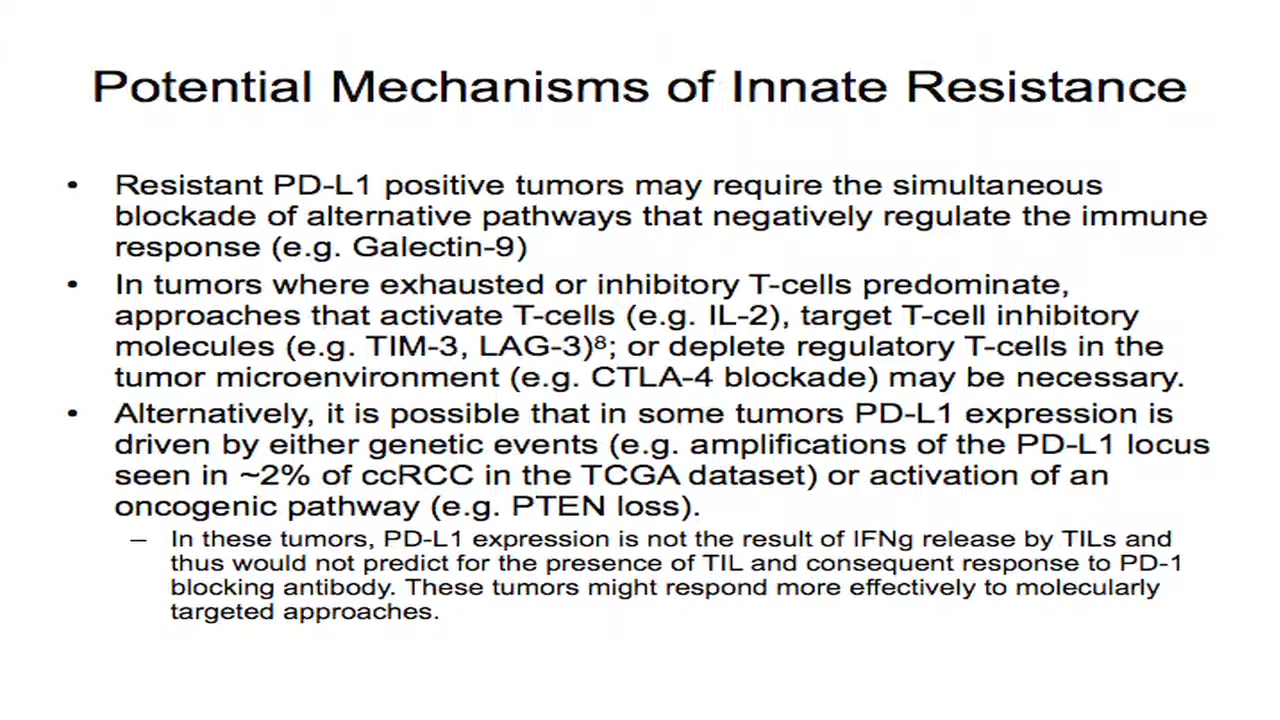 Potential Mechanisms of Innate Resistance
• Resistant PD-L1 positive tumors may require the simultaneous
blockade of alternative pathways that negatively regulate the immune
response (e.g. Galectin-9)
• In tumors where exhausted or inhibitory T-cells predominate,
approaches that activate T-cells (e.g. IL-2), target T-cell inhibitory
molecules (e.g. TIM-3, LAG-3)⁸; or deplete regulatory T-cells in the
tumor microenvironment (e.g. CTLA-4 blockade) may be necessary.
• Alternatively, it is possible that in some tumors PD-L1 expression is
driven by either genetic events (e.g. amplifications of the PD-L1 locus
seen in ~2% of ccRCC in the TCGA dataset) or activation of an
oncogenic pathway (e.g. PTEN loss).
– In these tumors, PD-L1 expression is not the result of IFNg release by TILs and
thus would not predict for the presence of TIL and consequent response to PD-1
blocking antibody. These tumors might respond more effectively to molecularly
targeted approaches.